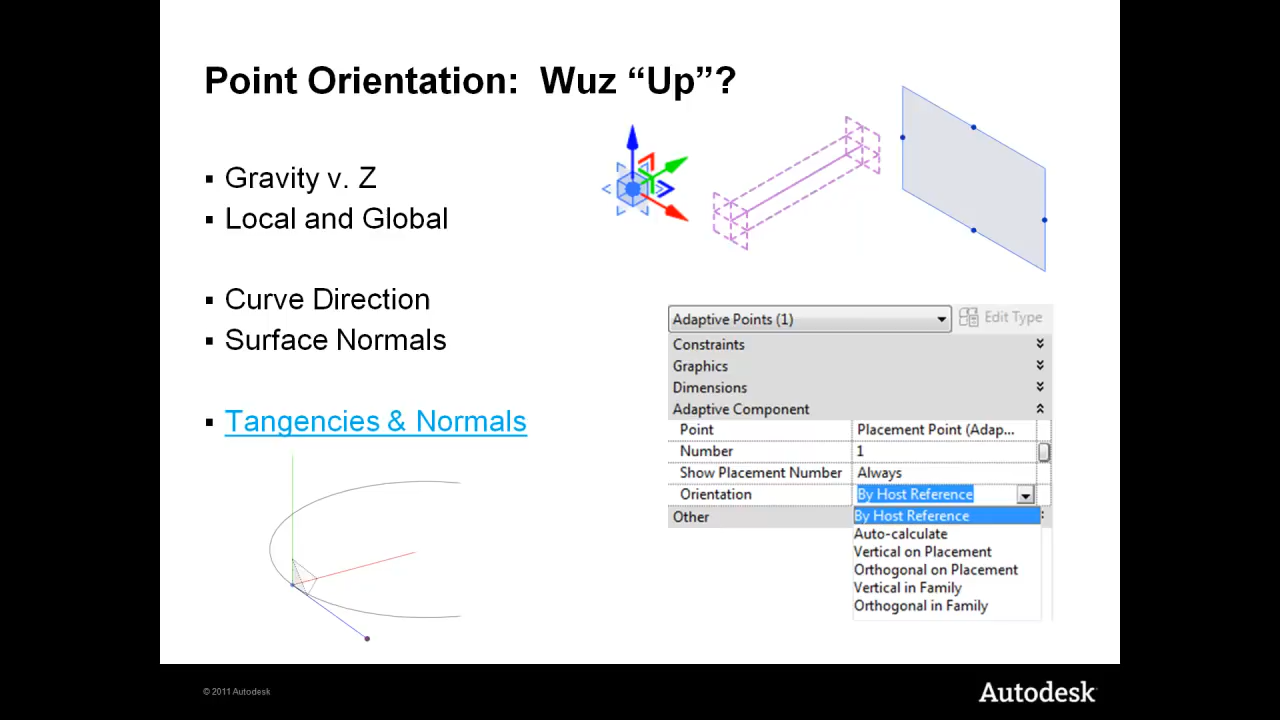 Point Orientation: Wuz “Up”?
▪ Gravity v. Z
▪ Local and Global
▪ Curve Direction
▪ Surface Normals
▪ Tangencies & Normals
Adaptive Points (1)
Edit Type
Constraints
Graphics
Dimensions
Adaptive Component
Point Placement Point (Adap...
Number 1
Show Placement Number Always
Orientation By Host Reference
Other
By Host Reference
Auto-calculate
Vertical on Placement
Orthogonal on Placement
Vertical in Family
Orthogonal in Family
© 2011 Autodesk
Autodesk